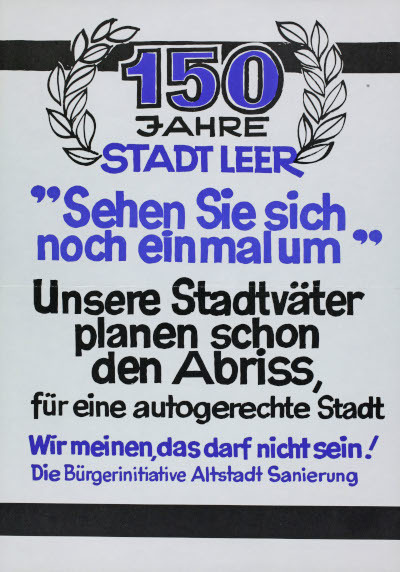 150
JAHRE
STADT LEER
"Sehen Sie sich
noch einmal um"
Unsere Stadtväter
planen schon
den Abriss,
für eine autogerechte Stadt
Wir meinen, das darf nicht sein!
Die Bürgerinitiative Altstadt Sanierung